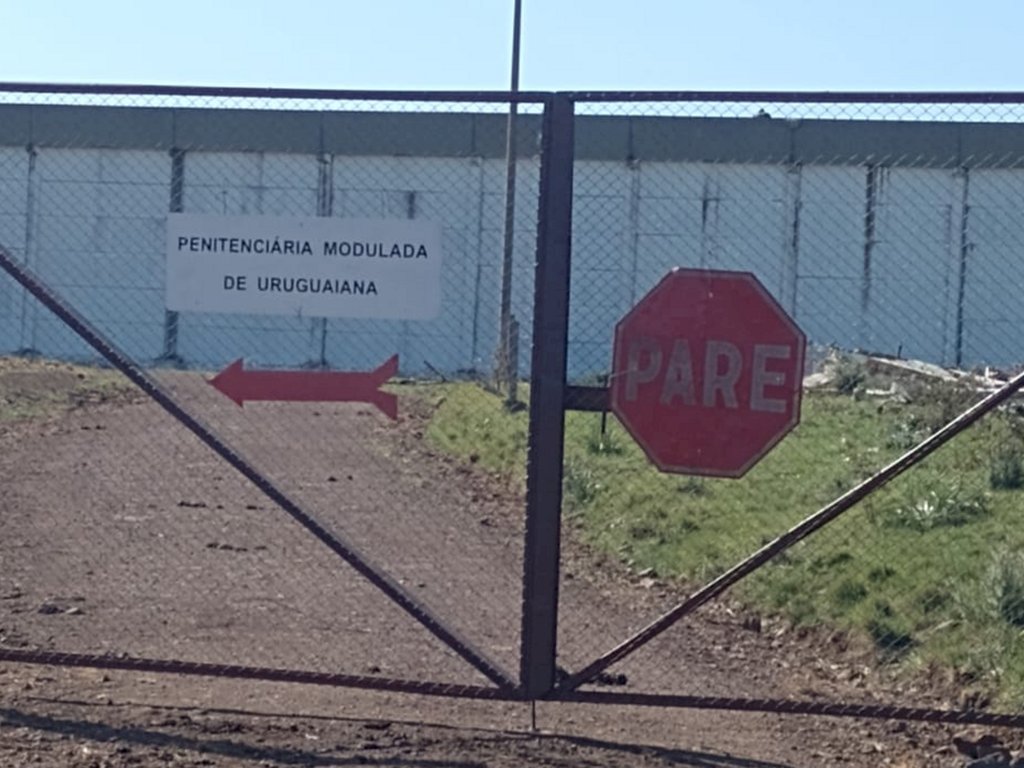 PENITENCIÁRIA MODULADA
DE URUGUAIANA
PARE